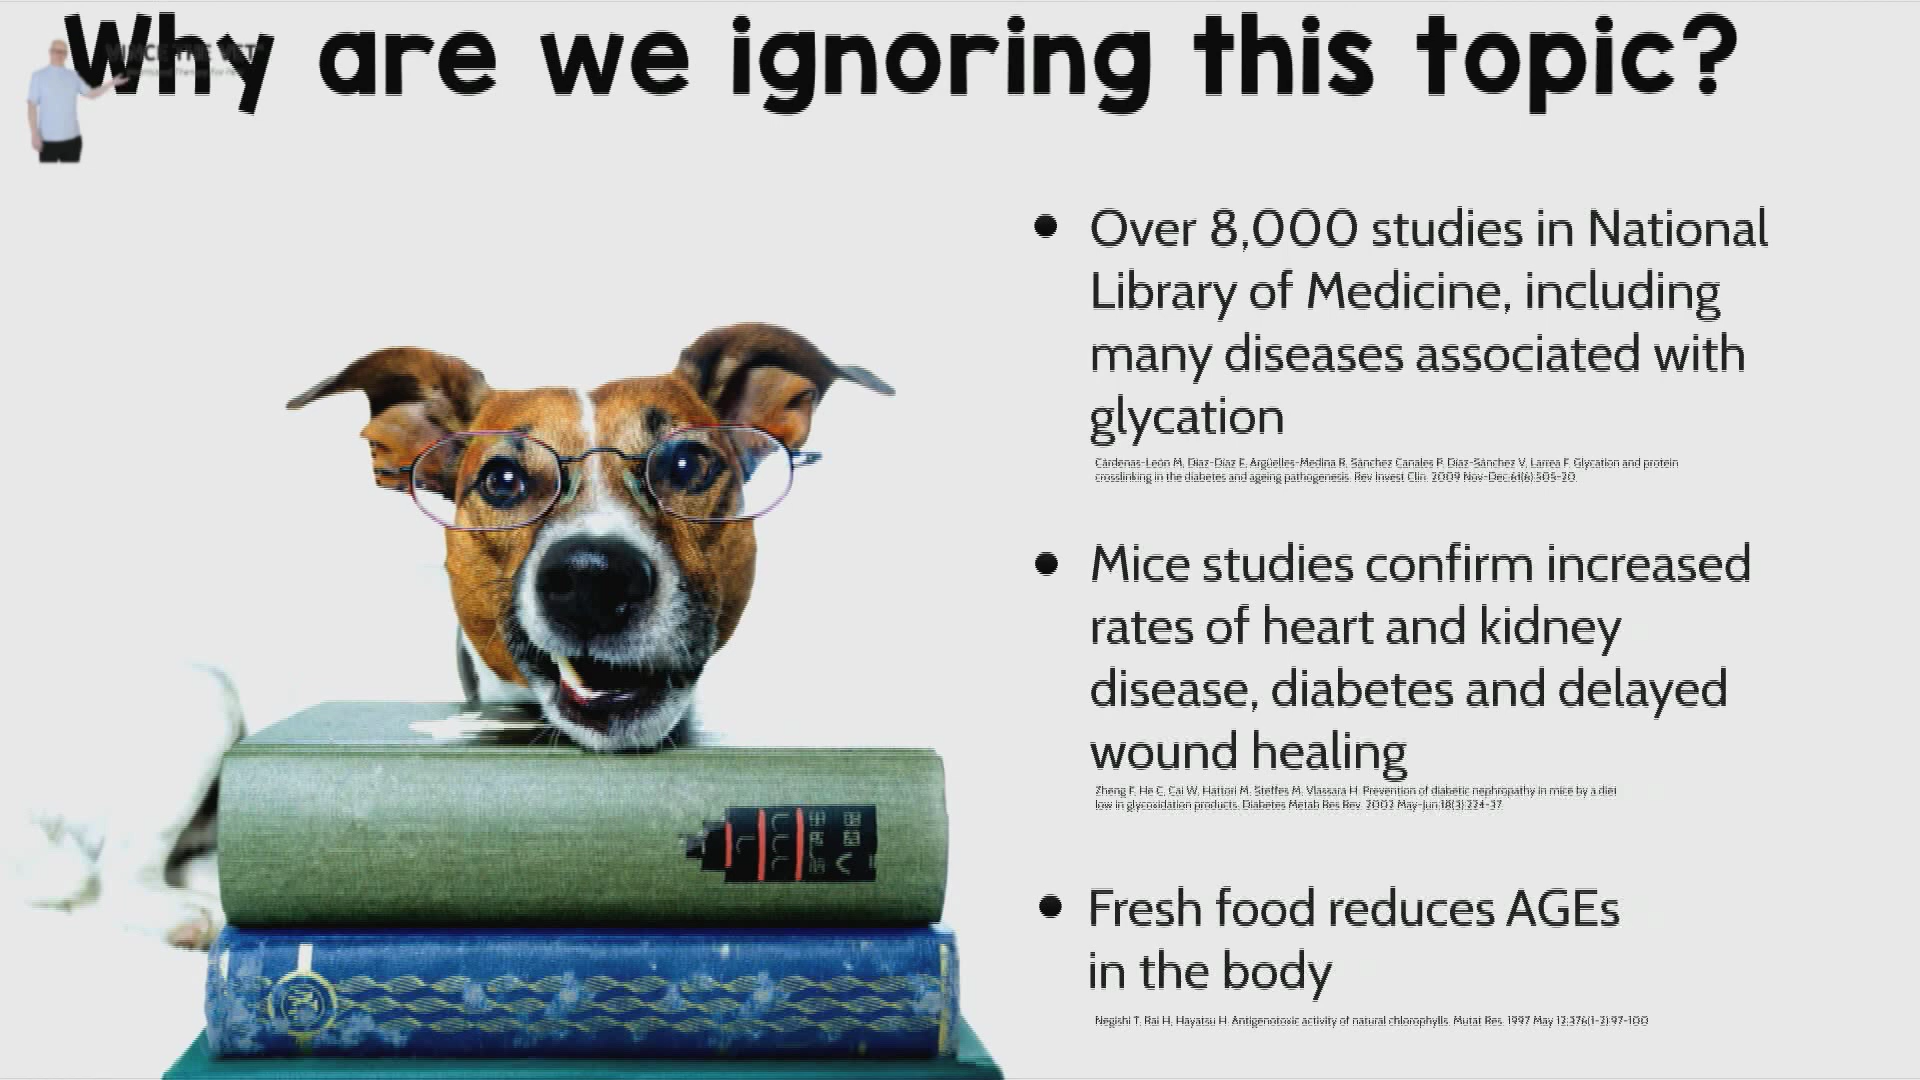 Why are we ignoring this topic?
Over 8,000 studies in National
Library of Medicine, including
many diseases associated with
glycation
Cárdenas-León M, Díaz-Díaz E, Argüelles-Medina R, Sánchez Canales P, Díaz-Sánchez V, Larrea F. Glycation and protein
crosslinking in the diabetes and ageing pathogenesis. Rev Invest Clin. 2009 Nov-Dec;61(6):505-20.
Mice studies confirm increased
rates of heart and kidney
disease, diabetes and delayed
wound healing
Zheng F, He C, Cai W, Hattori M, Steffes M, Vlassara H. Prevention of diabetic nephropathy in mice by a diet
low in glycoxidation products. Diabetes Metab Res Rev. 2002 May-Jun;18(3):224-37.
Fresh food reduces AGEs
in the body
Negishi T, Rai H, Hayatsu H. Antigenotoxic activity of natural chlorophylls. Mutat Res. 1997 May 12;376(1-2):97-100